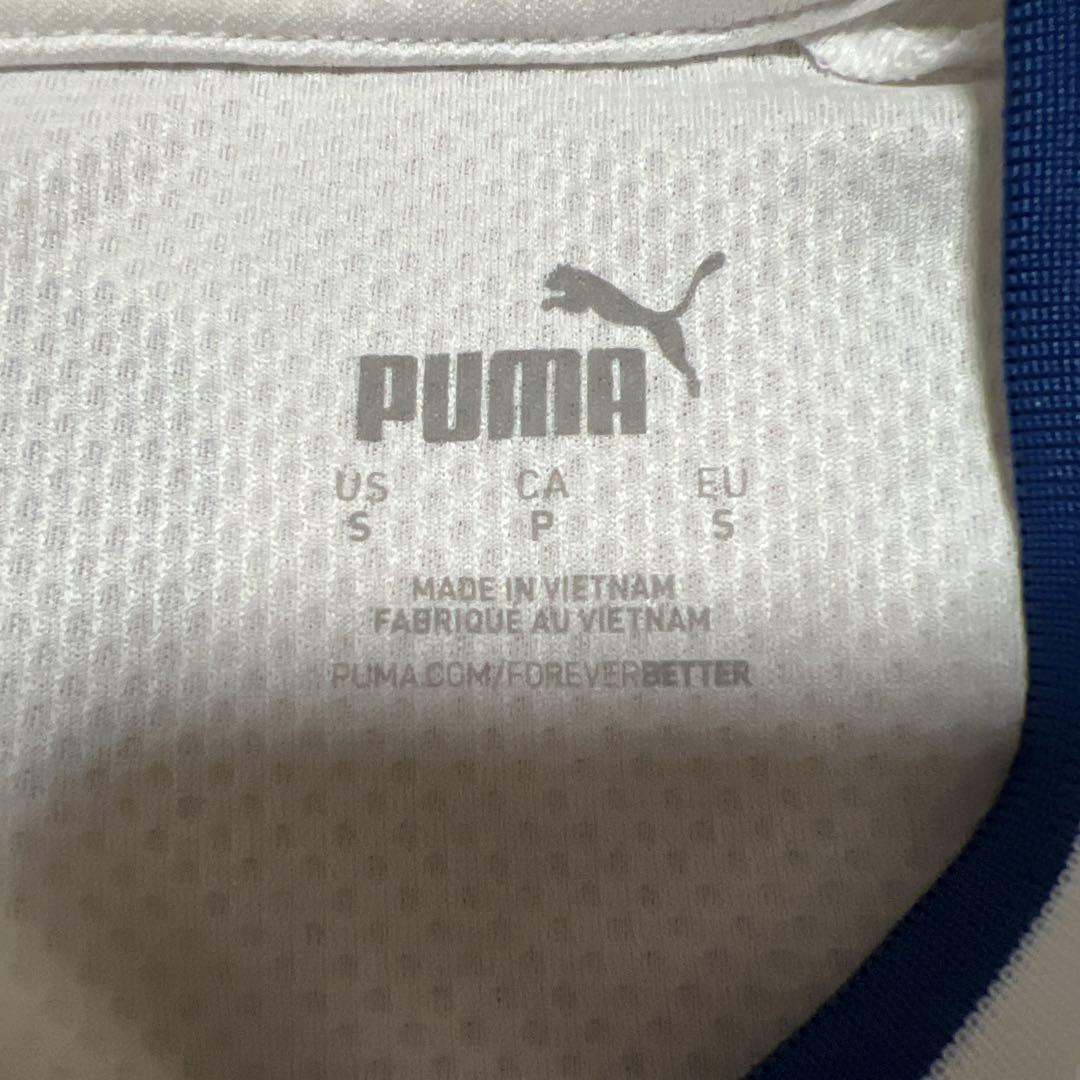 PUMA
US CA EU
S P S
MADE IN VIETNAM
FABRIQUE AU VIETNAM
PUMA.COM/FOREVERBETTER